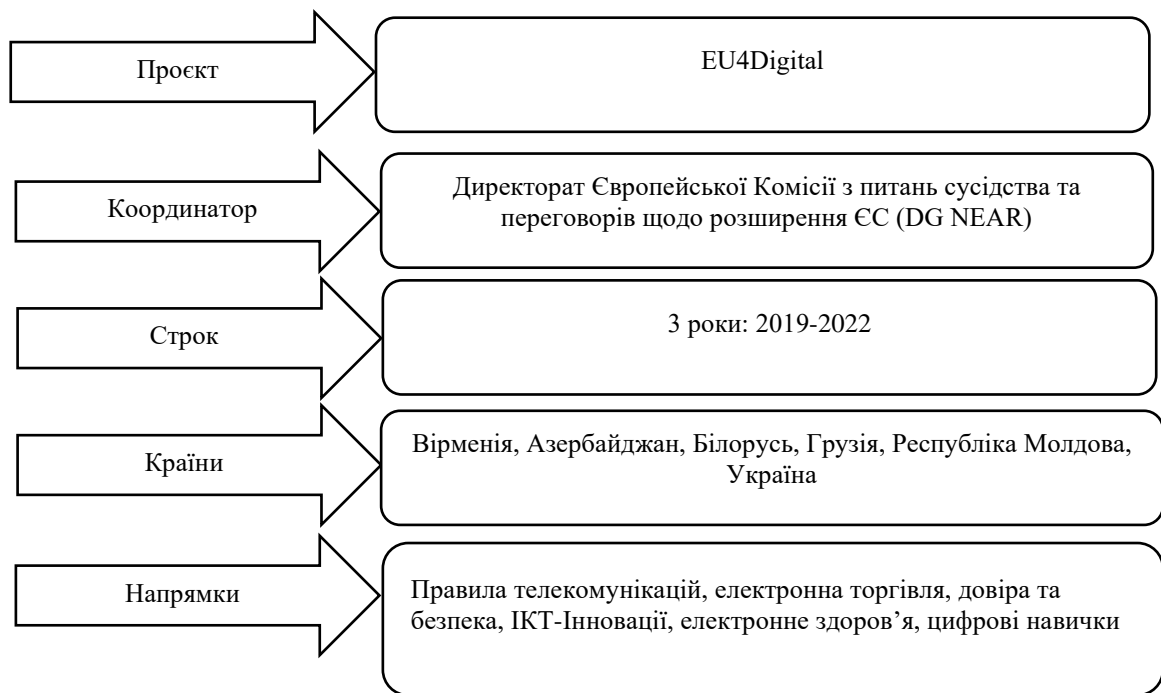 Проєкт
EU4Digital
Координатор
Директорат Європейської Комісії з питань сусідства та
переговорів щодо розширення ЄС (DG NEAR)
Строк
3 роки: 2019-2022
Країни
Вірменія, Азербайджан, Білорусь, Грузія, Республіка Молдова,
Україна
Напрямки
Правила телекомунікацій, електронна торгівля, довіра та
безпека, ІКТ-Інновації, електронне здоров’я, цифрові навички